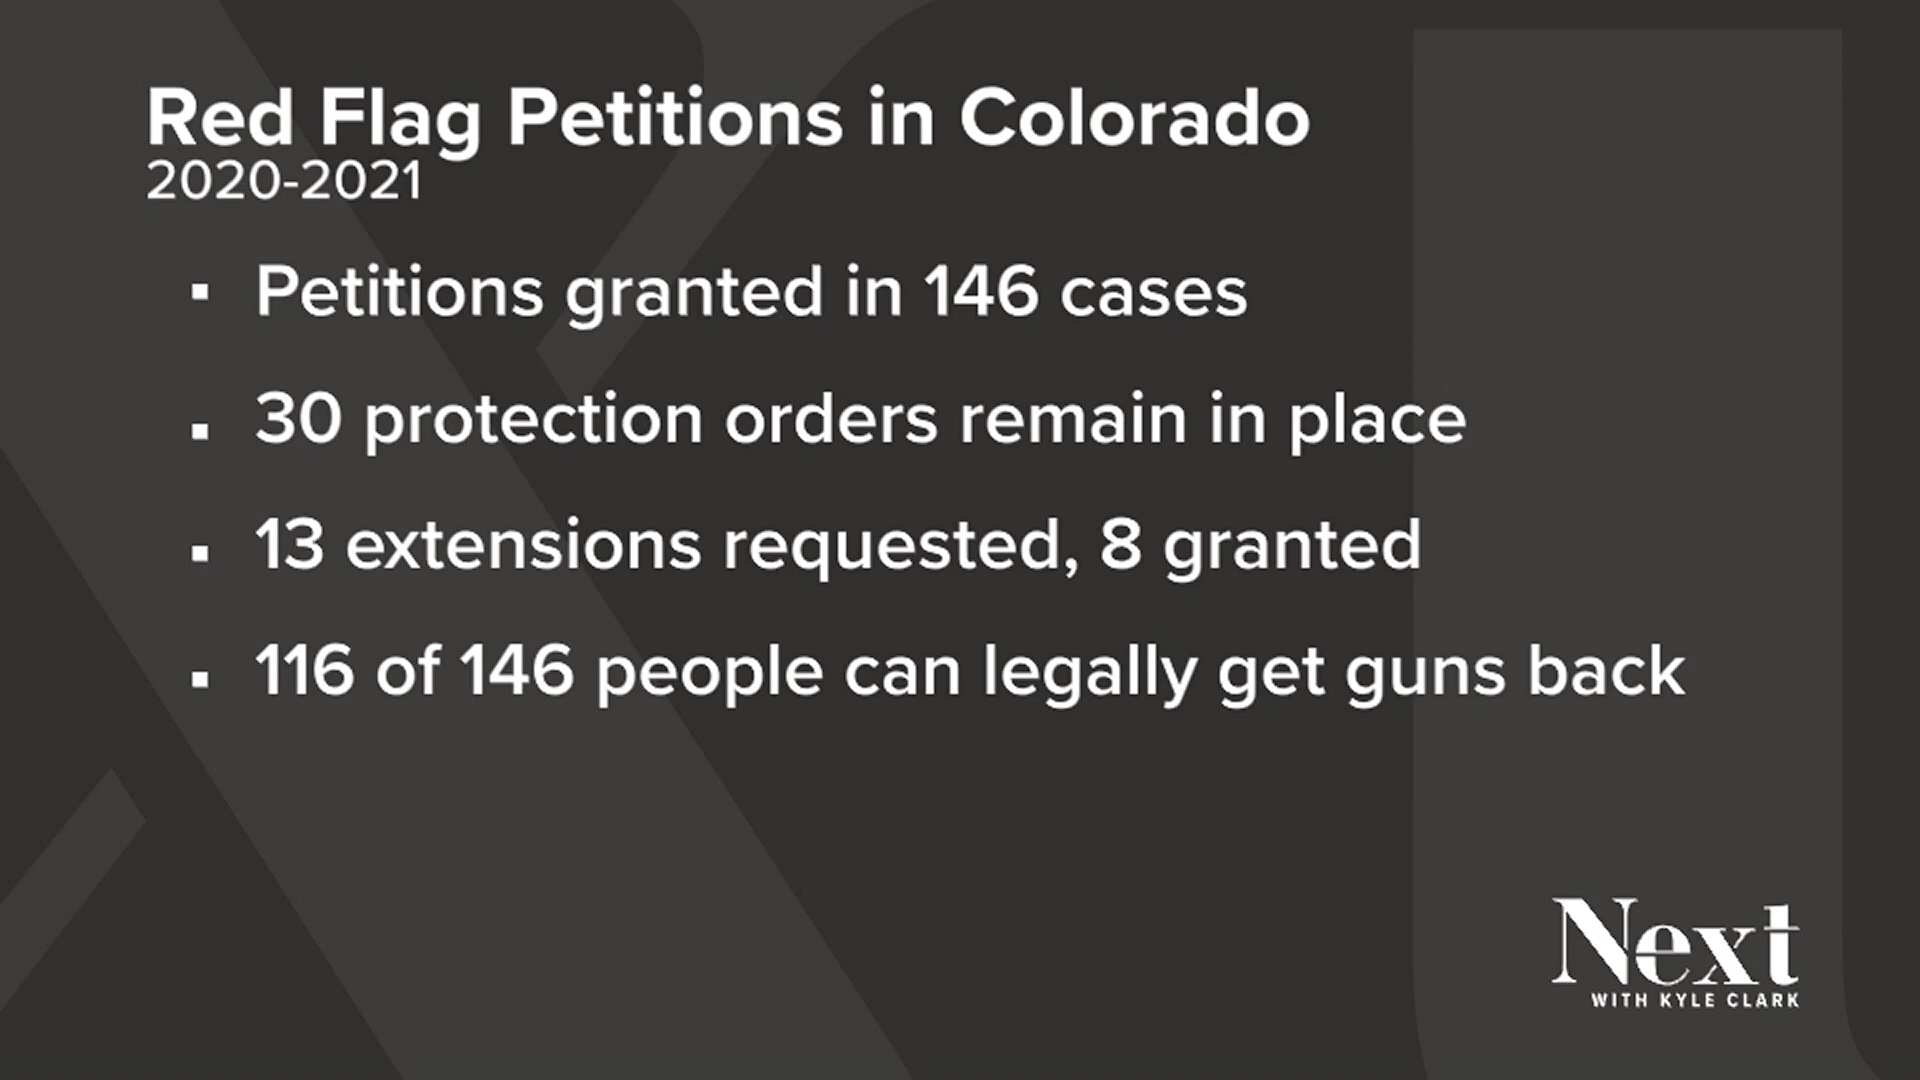 Red Flag Petitions in Colorado
2020-2021
▪ Petitions granted in 146 cases
▪ 30 protection orders remain in place
▪ 13 extensions requested, 8 granted
▪ 116 of 146 people can legally get guns back
Next
WITH KYLE CLARK